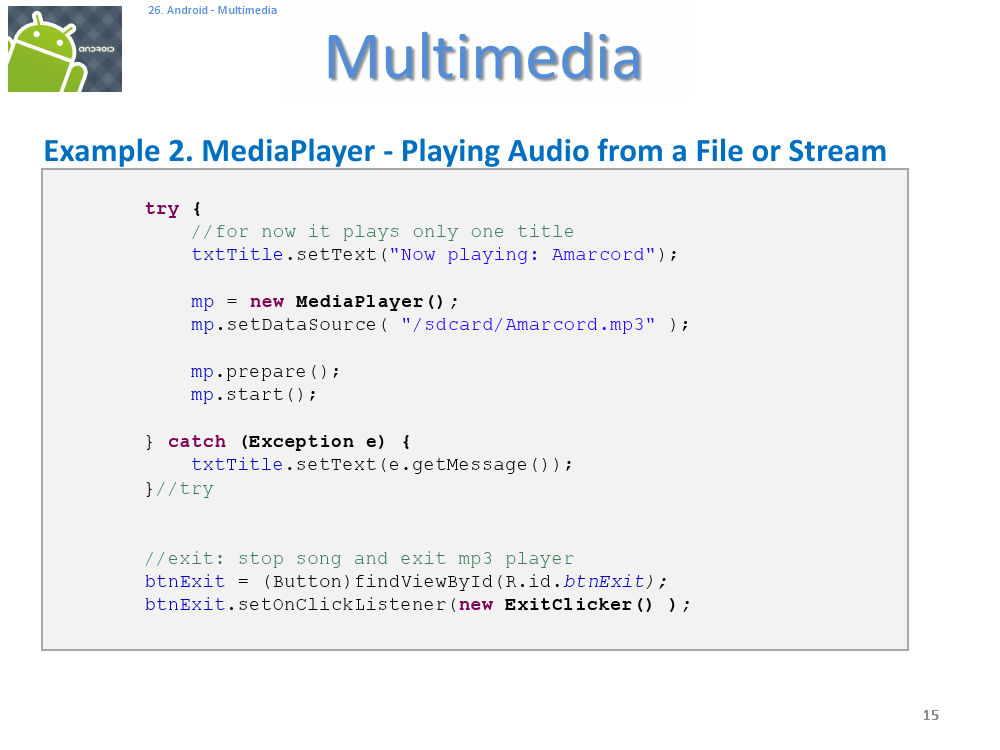 26. Android - Multimedia
ANDROID
Multimedia
Example 2. MediaPlayer - Playing Audio from a File or Stream
try {
//for now it plays only one title
txtTitle.setText("Now playing: Amarcord");
mp = new MediaPlayer();
mp.setDataSource( "/sdcard/Amarcord.mp3" );
mp.prepare();
mp.start();
} catch (Exception e) {
txtTitle.setText(e.getMessage());
}//try
//exit: stop song and exit mp3 player
btnExit = (Button)findViewById(R.id.btnExit);
btnExit.setOnClickListener(new ExitClicker() );
15